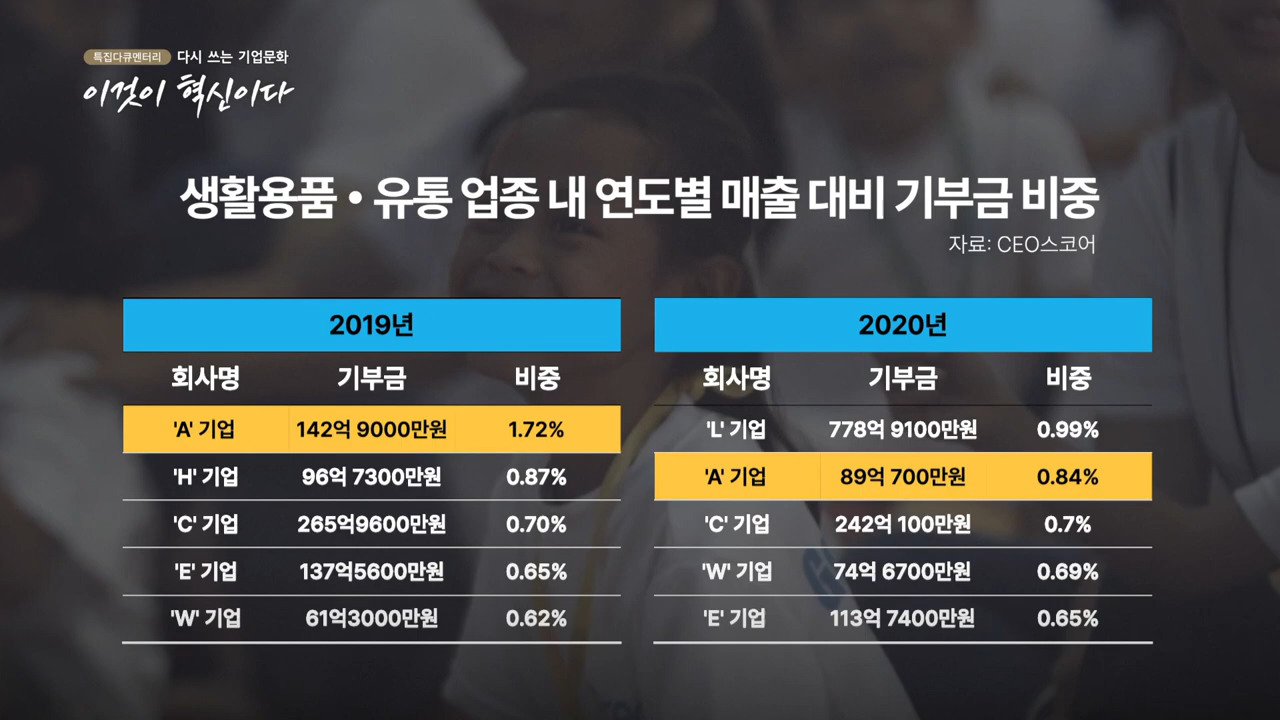 특집다큐멘터리 다시 쓰는 기업문화
이것이 혁신이다
생활용품 • 유통 업종 내 연도별 매출 대비 기부금 비중
자료: CEO스코어
2019년
회사명 기부금 비중
'A' 기업 142억 9000만원 1.72%
'H' 기업 96억 7300만원 0.87%
'C' 기업 265억9600만원 0.70%
'E' 기업 137억5600만원 0.65%
'W' 기업 61억3000만원 0.62%
2020년
회사명 기부금 비중
'L' 기업 778억 9100만원 0.99%
'A' 기업 89억 700만원 0.84%
'C' 기업 242억 100만원 0.7%
'W' 기업 74억 6700만원 0.69%
'E' 기업 113억 7400만원 0.65%